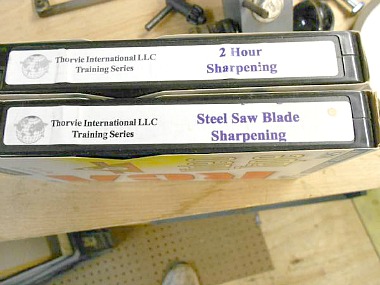 Thorvie International LLC
Training Series
2 Hour
Sharpening
Thorvie International LLC
Training Series
Steel Saw Blade
Sharpening